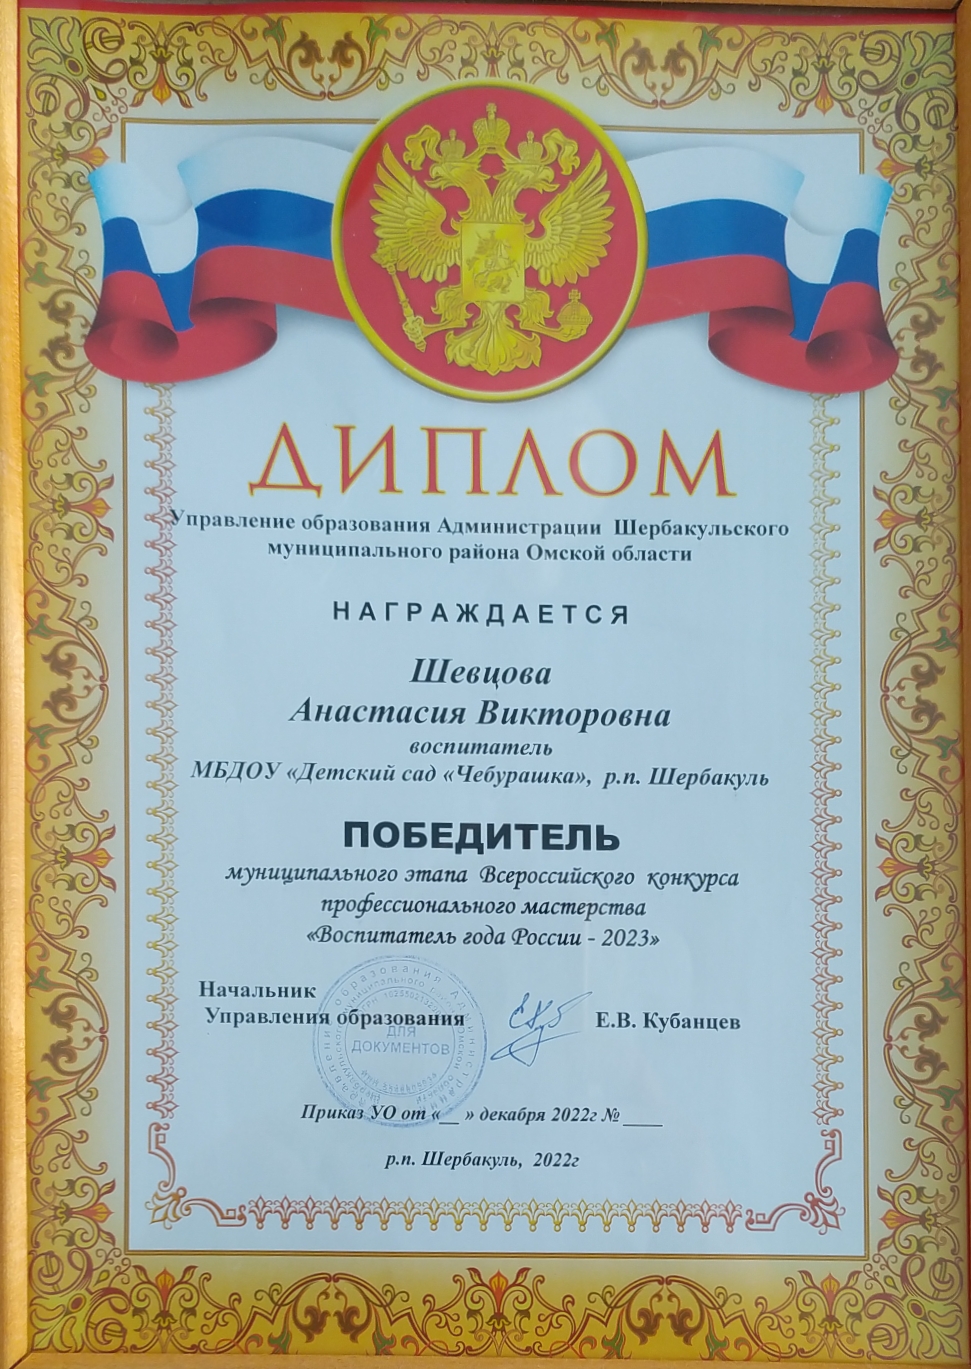 ДИПЛОМ
Управление образования Администрации Шербакульского
муниципального района Омской области
НАГРАЖДАЕТСЯ
Шевцова
Анастасия Викторовна
воспитатель
МБДОУ «Детский сад «Чебурашка», р.п. Шербакуль
ПОБЕДИТЕЛЬ
муниципального этапа Всероссийского конкурса
профессионального мастерства
«Воспитатель года России - 2023»
Начальник
Управления образования Е.В. Кубанцев
ДЛЯ
ДОКУМЕНТОВ
Приказ УО от «__ » декабря 2022г № ____
р.п. Шербакуль, 2022г